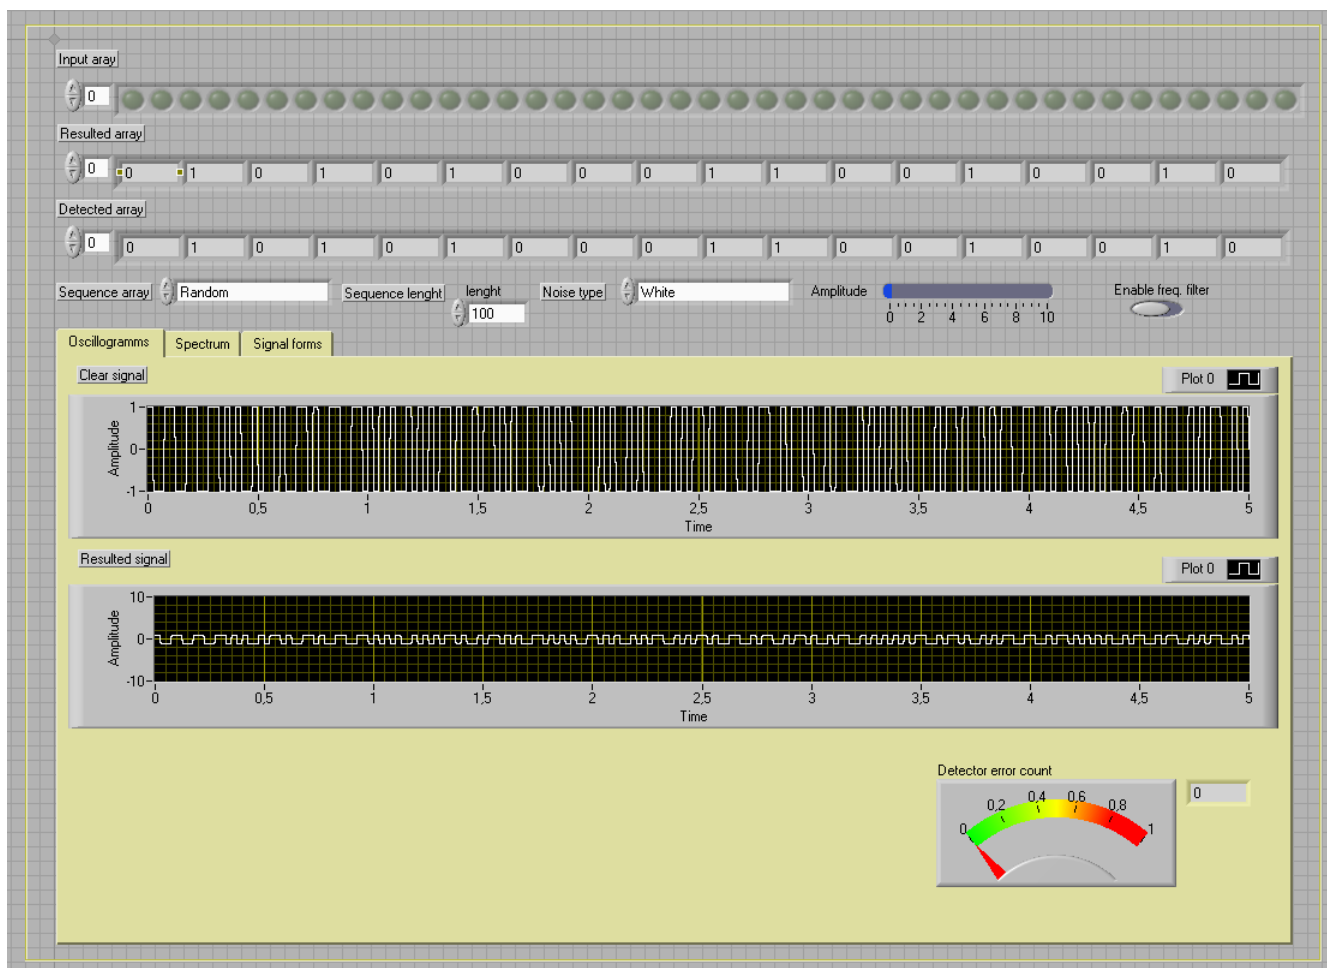 Input aray
0
Resulted array
0 0 1 0 1 0 1 0 0 0 1 1 0 0 1 0 0 1 0
Detected array
0 0 1 0 1 0 1 0 0 0 1 1 0 0 1 0 0 1 0
Sequence array Random Sequence lenght lenght 100 Noise type White Amplitude 0 2 4 6 8 10 Enable freq. filter
Oscillogramms Spectrum Signal forms
Clear signal
Plot 0
Amplitude
1
0
-1
0 0,5 1 1,5 2 2,5 3 3,5 4 4,5 5
Time
Resulted signal
Plot 0
Amplitude
10
0
-10
0 0,5 1 1,5 2 2,5 3 3,5 4 4,5 5
Time
Detector error count
0 0,2 0,4 0,6 0,8 1
0